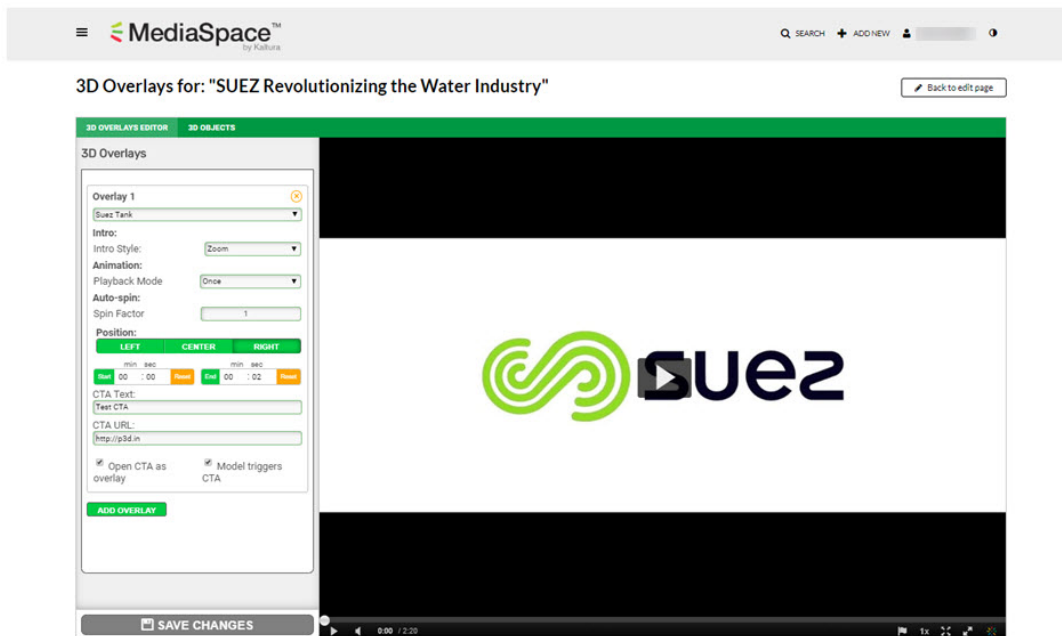 MediaSpace™
by Kaltura
SEARCH ADD NEW
3D Overlays for: "SUEZ Revolutionizing the Water Industry"
Back to edit page
3D OVERLAYS EDITOR 3D OBJECTS
3D Overlays
Overlay 1
Suez Tank
Intro:
Intro Style: Zoom
Animation:
Playback Mode Once
Auto-spin:
Spin Factor 1
Position:
LEFT CENTER RIGHT
min sec min sec
Start 00 : 00 Reset End 00 : 02 Reset
CTA Text:
Test CTA
CTA URL:
http://p3d.in
Open CTA as overlay
Model triggers CTA
ADD OVERLAY
suez
SAVE CHANGES
0:00 / 2:20
1x